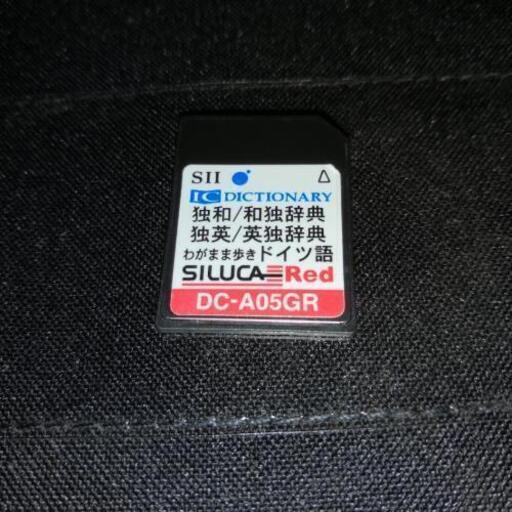 SII
IC DICTIONARY
独和/和独辞典
独英/英独辞典
わがまま歩きドイツ語
SILUCA Red
DC-A05GR